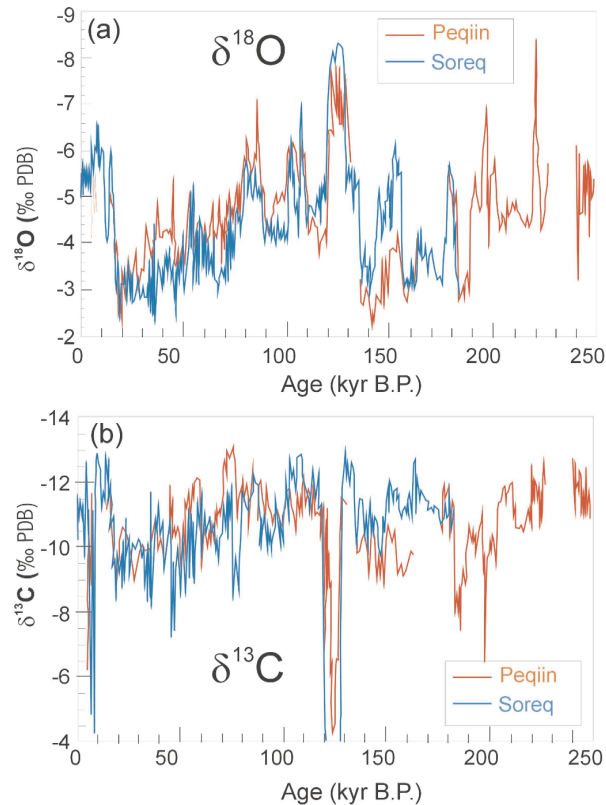 (a)
δ18O
Peqiin
Soreq
-9
-8
-7
-6
-5
-4
-3
-2
δ18O (‰ PDB)
0 50 100 150 200 250
Age (kyr B.P.)
(b)
-14
-12
-10
-8
-6
-4
δ13C (‰ PDB)
δ13C
Peqiin
Soreq
0 50 100 150 200 250
Age (kyr B.P.)